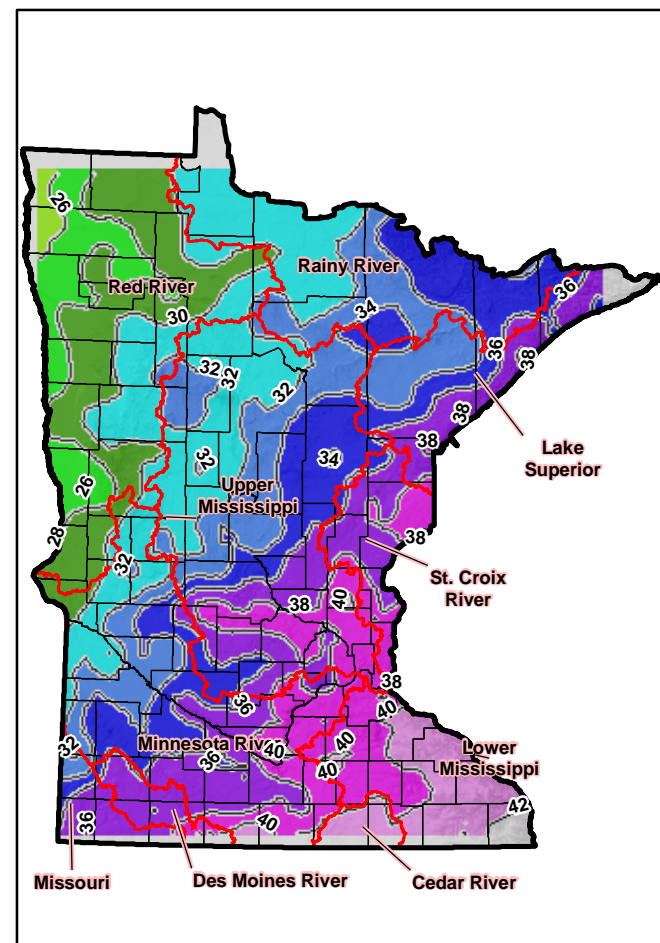 26
Red River
Rainy River
36
30
34
36
38
32
32
32
38
38
Lake
Superior
32
34
26
Upper
Mississippi
28
38
32
St. Croix
River
40
38
38
36
40
Minnesota River
40
40
Lower
Mississippi
32
36
40
42
36
40
Missouri
Des Moines River
Cedar River